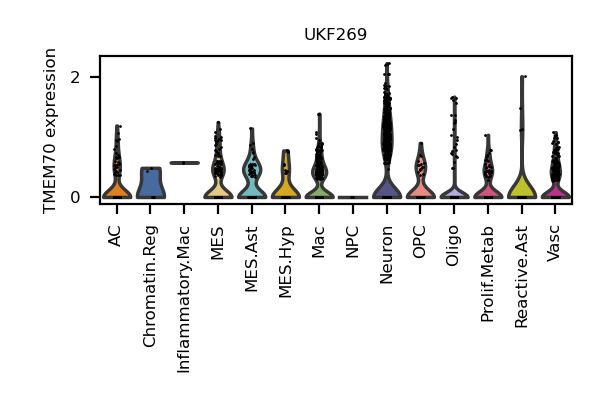 UKF269
TMEM70 expression
2
0
AC
Chromatin.Reg
Inflammatory.Mac
MES
MES.Ast
MES.Hyp
Mac
NPC
Neuron
OPC
Oligo
Prolif.Metab
Reactive.Ast
Vasc